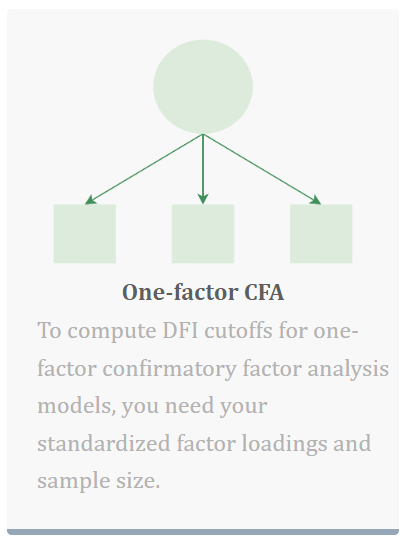 One-factor CFA
To compute DFI cutoffs for one-
factor confirmatory factor analysis
models, you need your
standardized factor loadings and
sample size.